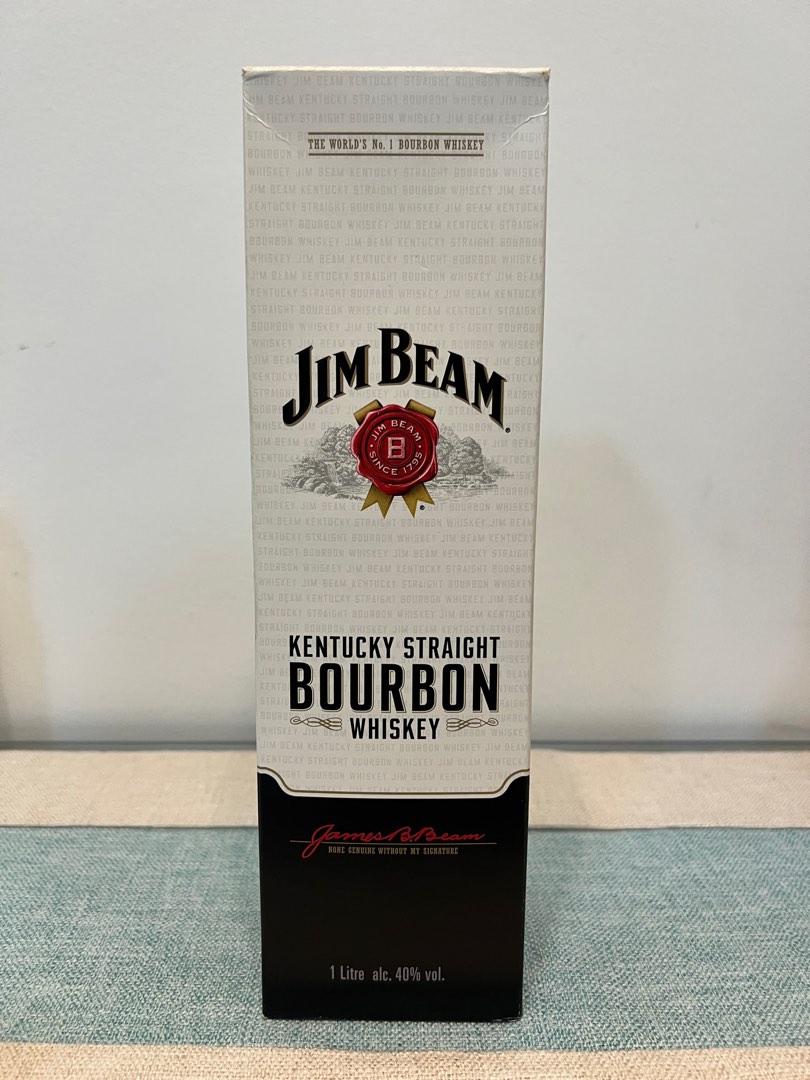 THE WORLD'S No. 1 BOURBON WHISKEY
JIM BEAM
JIM BEAM
B
SINCE 1795
KENTUCKY STRAIGHT
BOURBON
WHISKEY
James B. Beam
NONE GENUINE WITHOUT MY SIGNATURE
1 Litre alc. 40% vol.